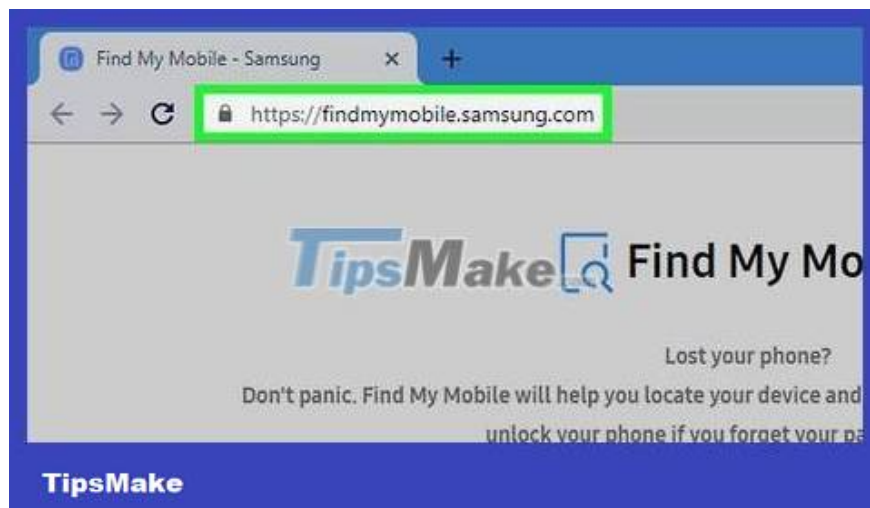 Find My Mobile - Samsung
https://findmymobile.samsung.com
TipsMake Find My Mo
Lost your phone?
Don't panic. Find My Mobile will help you locate your device and
unlock your phone if you forget your pa
TipsMake